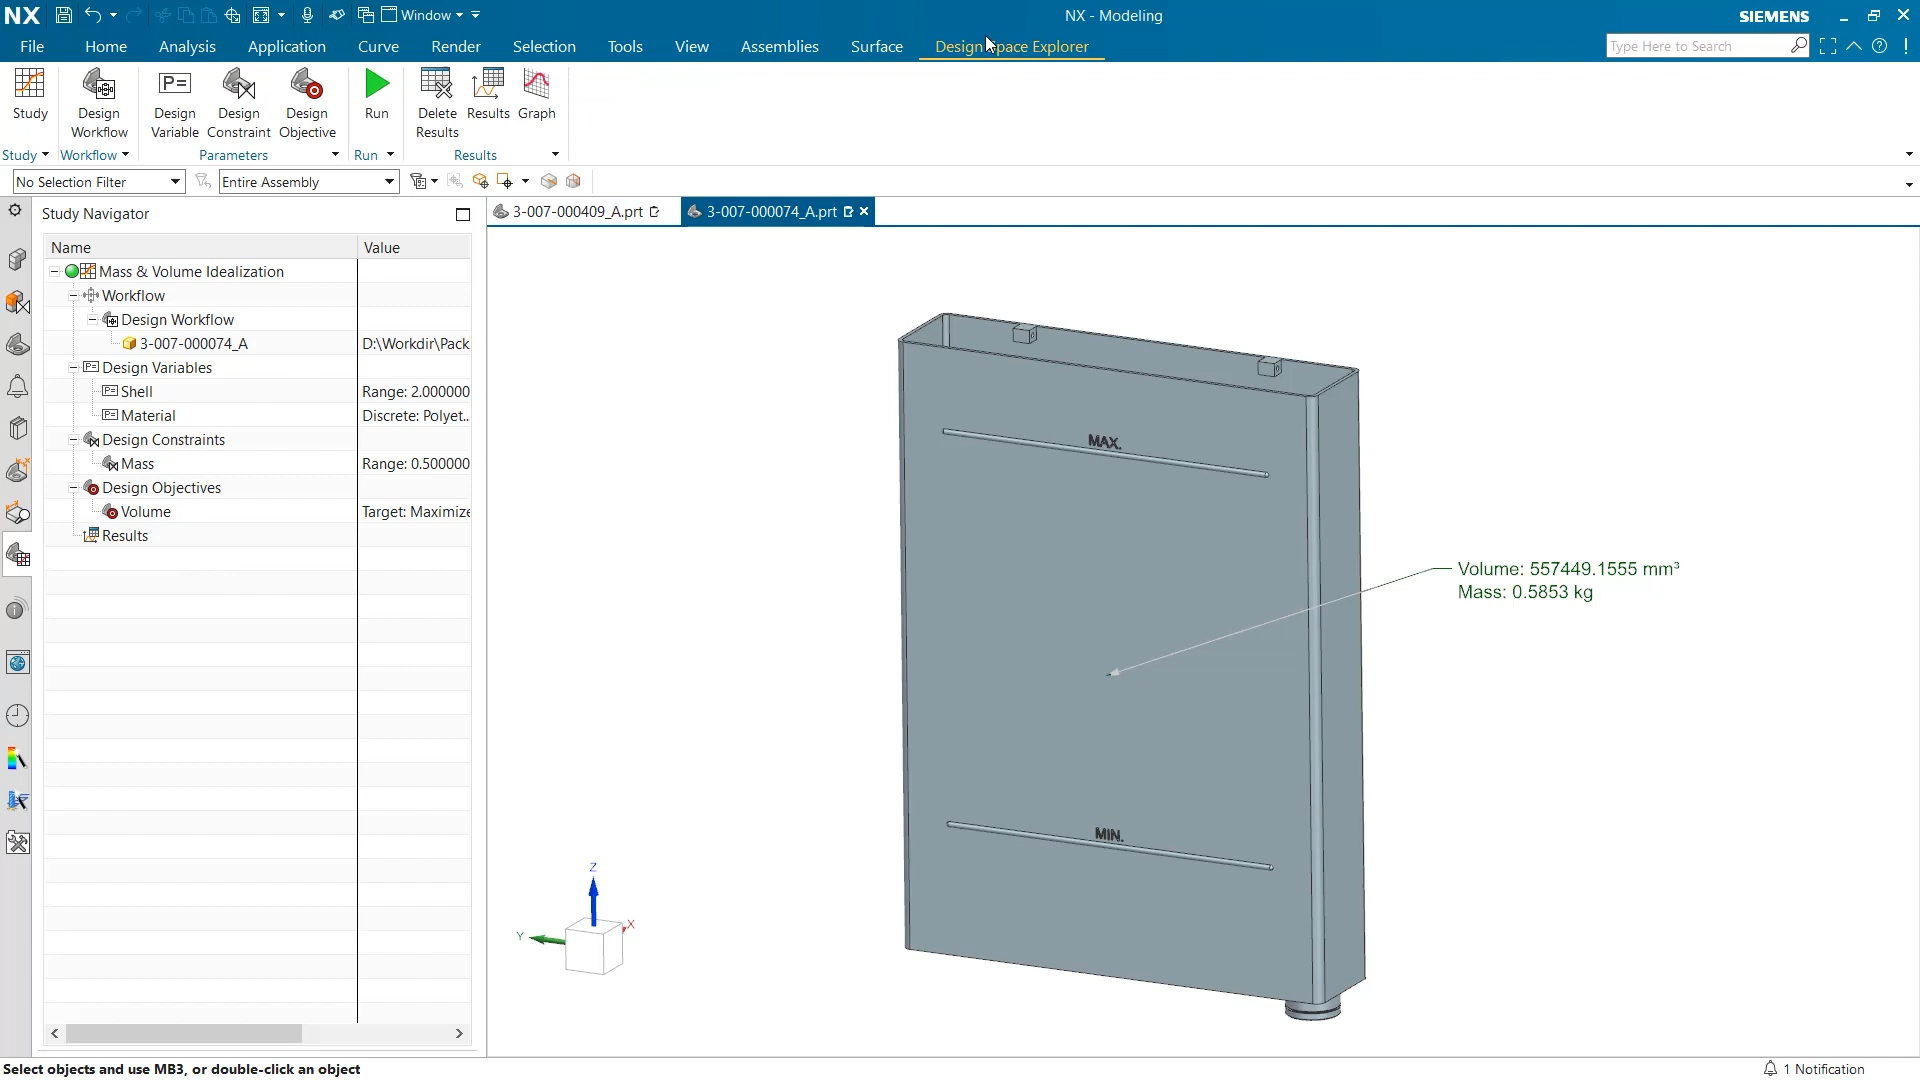 NX
Window
NX - Modeling
SIEMENS
File
Home
Analysis
Application
Curve
Render
Selection
Tools
View
Assemblies
Surface
Design Space Explorer
Type Here to Search
Study
Design Workflow
Design Variable
Design Constraint
Design Objective
Run
Delete Results
Results
Graph
Study
Workflow
Parameters
Run
Results
No Selection Filter
Entire Assembly
Study Navigator
3-007-000409_A.prt
3-007-000074_A.prt
Name
Value
Mass & Volume Idealization
Workflow
Design Workflow
3-007-000074_A
D:\Workdir\Pack
Design Variables
P= Shell
Range: 2.000000
P= Material
Discrete: Polyet..
Design Constraints
Mass
Range: 0.500000
Design Objectives
Volume
Target: Maximize
Results
MAX.
Volume: 557449.1555 mm³
Mass: 0.5853 kg
MIN.
Z
Y
X
Select objects and use MB3, or double-click an object
1 Notification